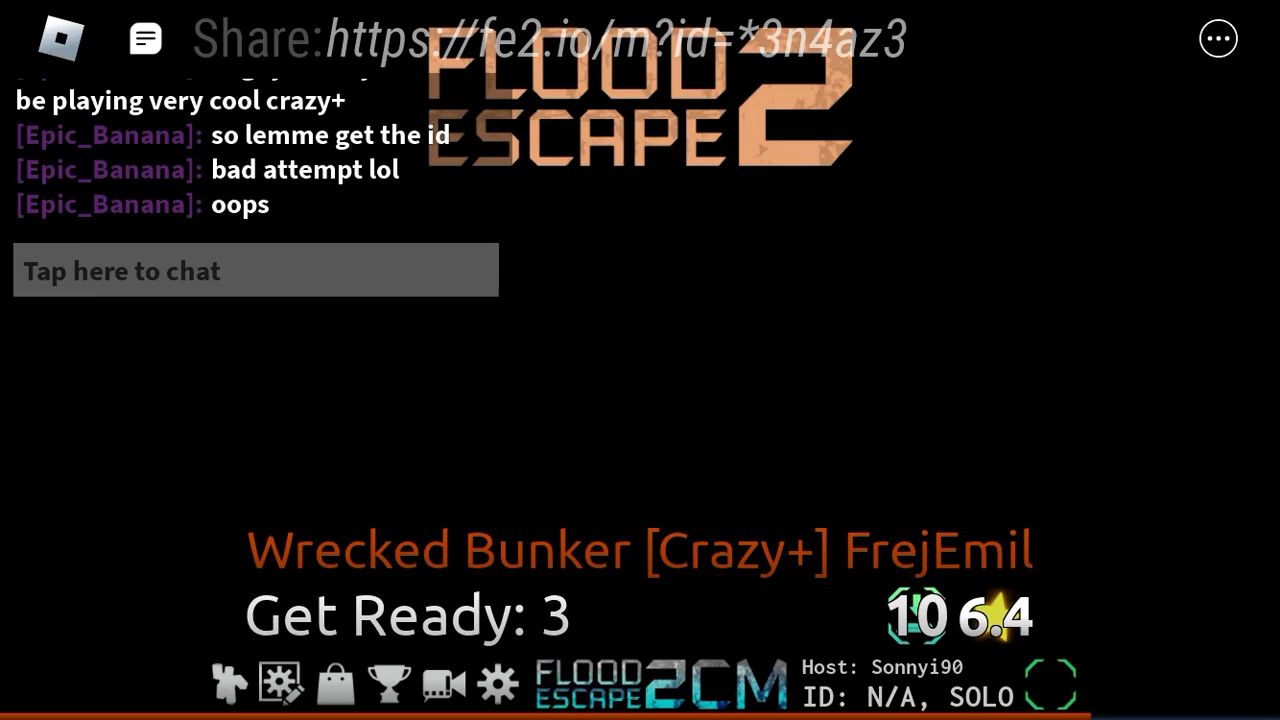 Share:https://fe2.io/m?id=*3n4az3
FLOOD
ESCAPE 2
be playing very cool crazy+
[Epic_Banana]: so lemme get the id
[Epic_Banana]: bad attempt lol
[Epic_Banana]: oops
Tap here to chat
Wrecked Bunker [Crazy+] FrejEmil
Get Ready: 3
10 6.4
FLOOD ESCAPE 2CM
Host: Sonnyi90
ID: N/A, SOLO